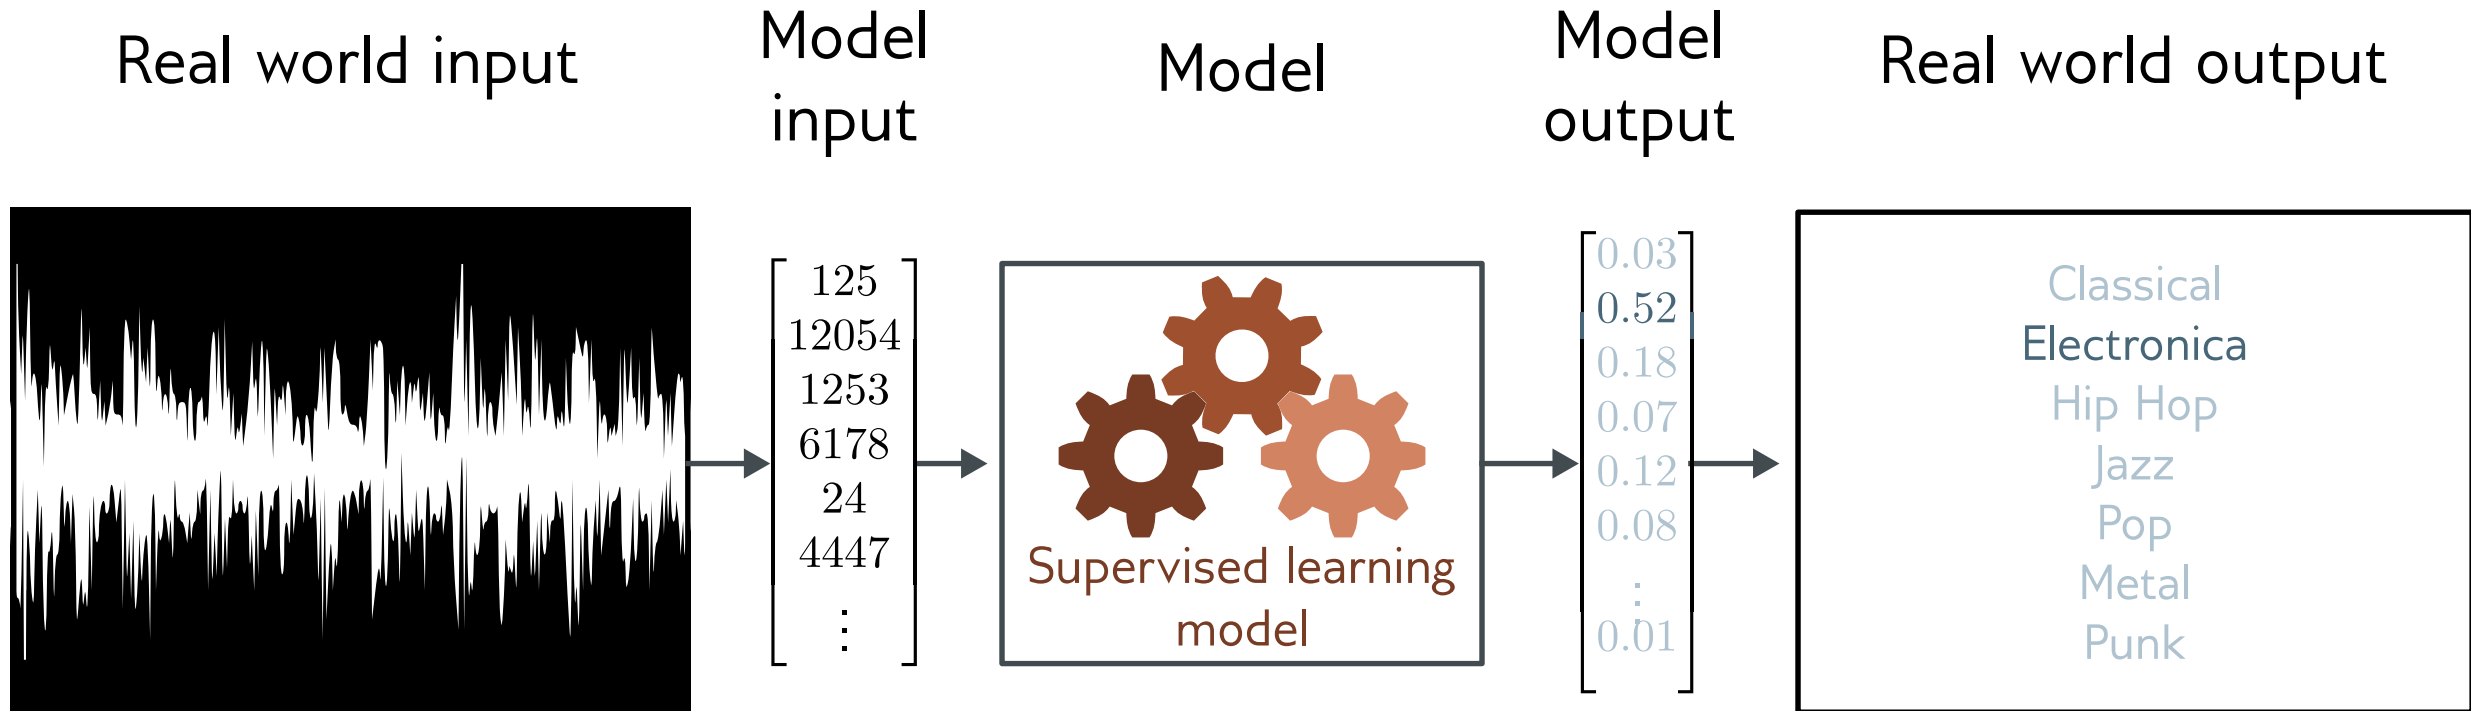 Real world input
Model
input
Model
Model
output
Real world output
125
12054
1253
6178
24
4447
⋮
Supervised learning
model
0.03
0.52
0.18
0.07
0.12
0.08
⋮
0.01
Classical
Electronica
Hip Hop
Jazz
Pop
Metal
Punk